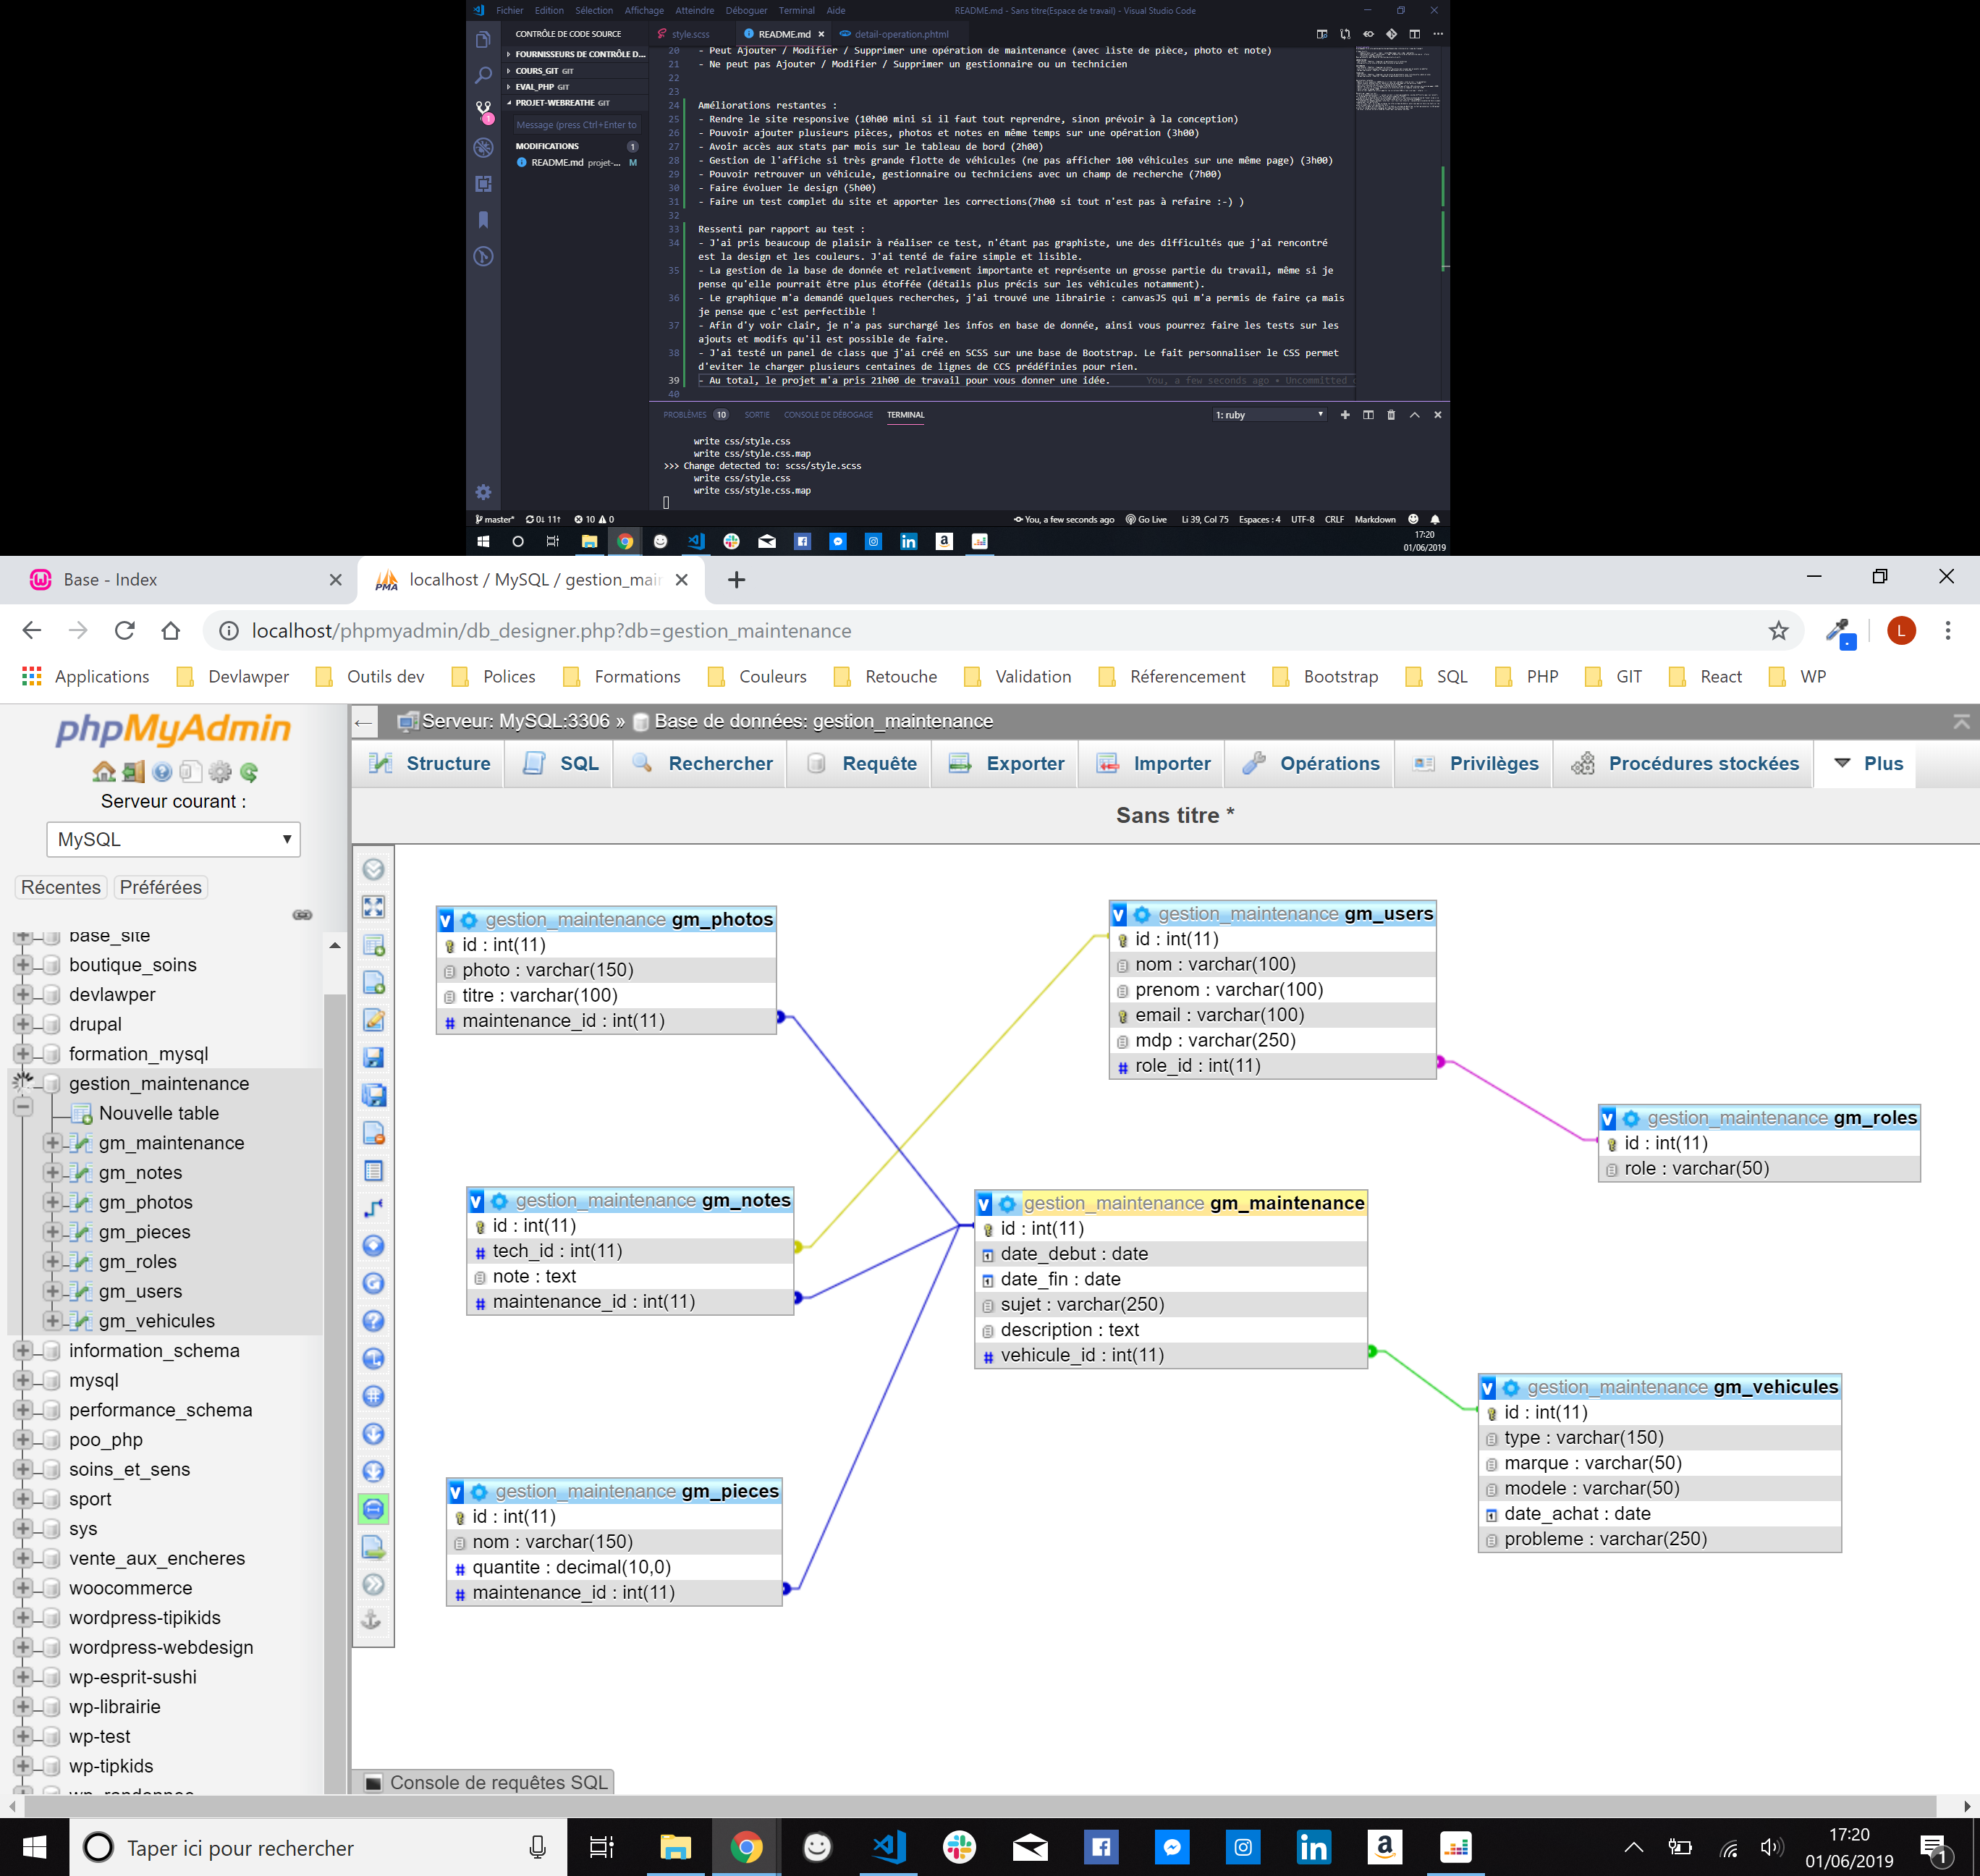 Fichier Edition Sélection Affichage Atteindre Déboguer Terminal Aide README.md - Sans titre(Espace de travail) - Visual Studio Code
CONTRÔLE DE CODE SOURCE
style.scss README.md detail-operation.phtml
FOURNISSEURS DE CONTRÔLE D...
COURS_GIT GIT
EVAL_PHP GIT
PROJET-WEBREATHE GIT
Message (press Ctrl+Enter to
MODIFICATIONS 1
README.md projet-... M
20 - Peut Ajouter / Modifier / Supprimer une opération de maintenance (avec liste de pièce, photo et note)
21 - Ne peut pas Ajouter / Modifier / Supprimer un gestionnaire ou un technicien
22
23
24 Améliorations restantes :
25 - Rendre le site responsive (10h00 mini si il faut tout reprendre, sinon prévoir à la conception)
26 - Pouvoir ajouter plusieurs pièces, photos et notes en même temps sur une opération (3h00)
27 - Avoir accès aux stats par mois sur le tableau de bord (2h00)
28 - Gestion de l'affiche si très grande flotte de véhicules (ne pas afficher 100 véhicules sur une même page) (3h00)
29 - Pouvoir retrouver un véhicule, gestionnaire ou techniciens avec un champ de recherche (7h00)
30 - Faire évoluer le design (5h00)
31 - Faire un test complet du site et apporter les corrections(7h00 si tout n'est pas à refaire :-) )
32
33 Ressenti par rapport au test :
34 - J'ai pris beaucoup de plaisir à réaliser ce test, n'étant pas graphiste, une des difficultés que j'ai rencontré
est la design et les couleurs. J'ai tenté de faire simple et lisible.
35 - La gestion de la base de donnée et relativement importante et représente un grosse partie du travail, même si je
pense qu'elle pourrait être plus étoffée (détails plus précis sur les véhicules notamment).
36 - Le graphique m'a demandé quelques recherches, j'ai trouvé une librairie : canvasJS qui m'a permis de faire ça mais
je pense que c'est perfectible !
37 - Afin d'y voir clair, je n'a pas surchargé les infos en base de donnée, ainsi vous pourrez faire les tests sur les
ajouts et modifs qu'il est possible de faire.
38 - J'ai testé un panel de class que j'ai créé en SCSS sur une base de Bootstrap. Le fait personnaliser le CSS permet
d'eviter le charger plusieurs centaines de lignes de CCS prédéfinies pour rien.
39 - Au total, le projet m'a pris 21h00 de travail pour vous donner une idée. You, a few seconds ago • Uncommitted
40
PROBLÈMES 10 SORTIE CONSOLE DE DÉBOGAGE TERMINAL 1: ruby
write css/style.css
write css/style.css.map
>>> Change detected to: scss/style.scss
write css/style.css
write css/style.css.map
master* 0↓ 11↑ 10 0 You, a few seconds ago Go Live Li 39, Col 75 Espaces : 4 UTF-8 CRLF Markdown
17:20
01/06/2019
Base - Index
localhost / MySQL / gestion_mair
localhost/phpmyadmin/db_designer.php?db=gestion_maintenance
L
Applications Devlawper Outils dev Polices Formations Couleurs Retouche Validation Réferencement Bootstrap SQL PHP GIT React WP
phpMyAdmin
Serveur courant :
MySQL
Récentes Préférées
base_site
boutique_soins
devlawper
drupal
formation_mysql
gestion_maintenance
Nouvelle table
gm_maintenance
gm_notes
gm_photos
gm_pieces
gm_roles
gm_users
gm_vehicules
information_schema
mysql
performance_schema
poo_php
soins_et_sens
sport
sys
vente_aux_encheres
woocommerce
wordpress-tipikids
wordpress-webdesign
wp-esprit-sushi
wp-librairie
wp-test
wp-tipkids
Serveur: MySQL:3306 » Base de données: gestion_maintenance
Structure SQL Rechercher Requête Exporter Importer Opérations Privilèges Procédures stockées Plus
Sans titre *
gestion_maintenance gm_photos
id : int(11)
photo : varchar(150)
titre : varchar(100)
maintenance_id : int(11)
gestion_maintenance gm_users
id : int(11)
nom : varchar(100)
prenom : varchar(100)
email : varchar(100)
mdp : varchar(250)
role_id : int(11)
gestion_maintenance gm_roles
id : int(11)
role : varchar(50)
gestion_maintenance gm_notes
id : int(11)
tech_id : int(11)
note : text
maintenance_id : int(11)
gestion_maintenance gm_maintenance
id : int(11)
date_debut : date
date_fin : date
sujet : varchar(250)
description : text
vehicule_id : int(11)
gestion_maintenance gm_vehicules
id : int(11)
type : varchar(150)
marque : varchar(50)
modele : varchar(50)
date_achat : date
probleme : varchar(250)
gestion_maintenance gm_pieces
id : int(11)
nom : varchar(150)
quantite : decimal(10,0)
maintenance_id : int(11)
Console de requêtes SQL
Taper ici pour rechercher
17:20
01/06/2019
1